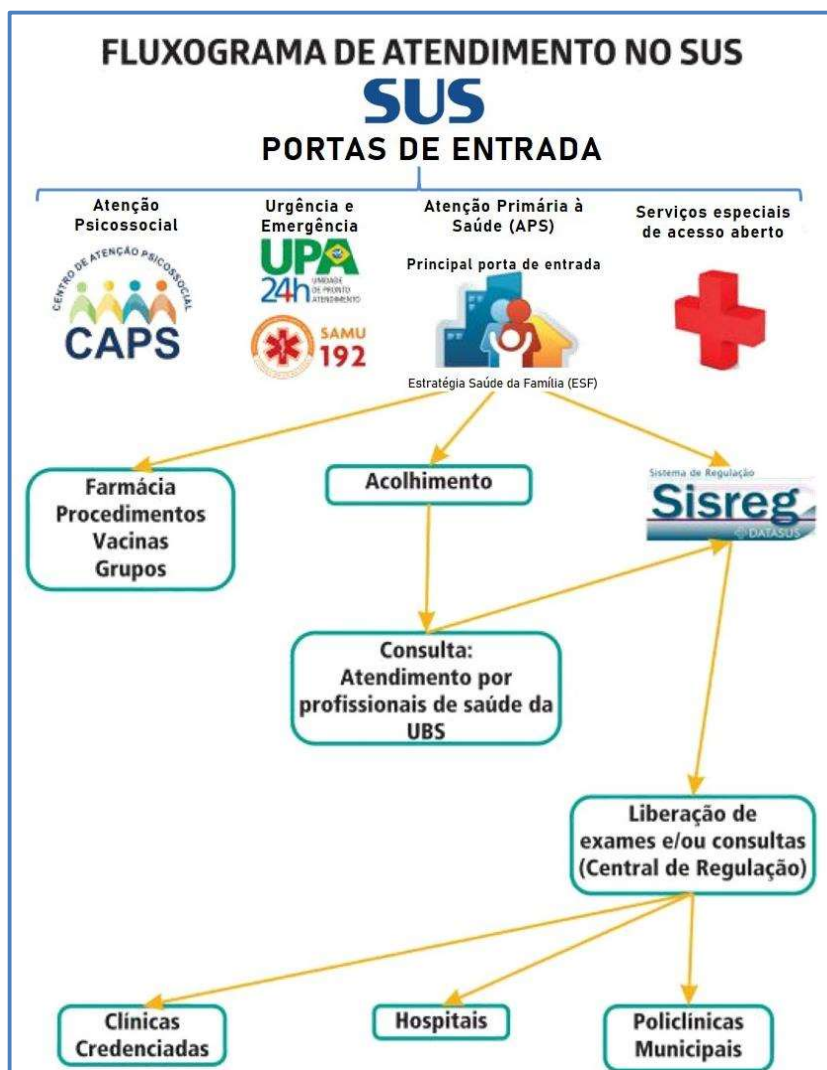 FLUXOGRAMA DE ATENDIMENTO NO SUS
SUS
PORTAS DE ENTRADA
Atenção
Psicossocial
CENTRO DE ATENÇÃO PSICOSSOCIAL
CAPS
Urgência e
Emergência
UPA
24h
UNIDADE
DE PRONTO
ATENDIMENTO
SAMU
192
Atenção Primária à
Saúde (APS)
Principal porta de entrada
Estratégia Saúde da Família (ESF)
Serviços especiais
de acesso aberto
Farmácia
Procedimentos
Vacinas
Grupos
Acolhimento
Sistema de Regulação
Sisreg
DATASUS
Consulta:
Atendimento por
profissionais de saúde da
UBS
Liberação de
exames e/ou consultas
(Central de Regulação)
Clínicas
Credenciadas
Hospitais
Policlínicas
Municipais